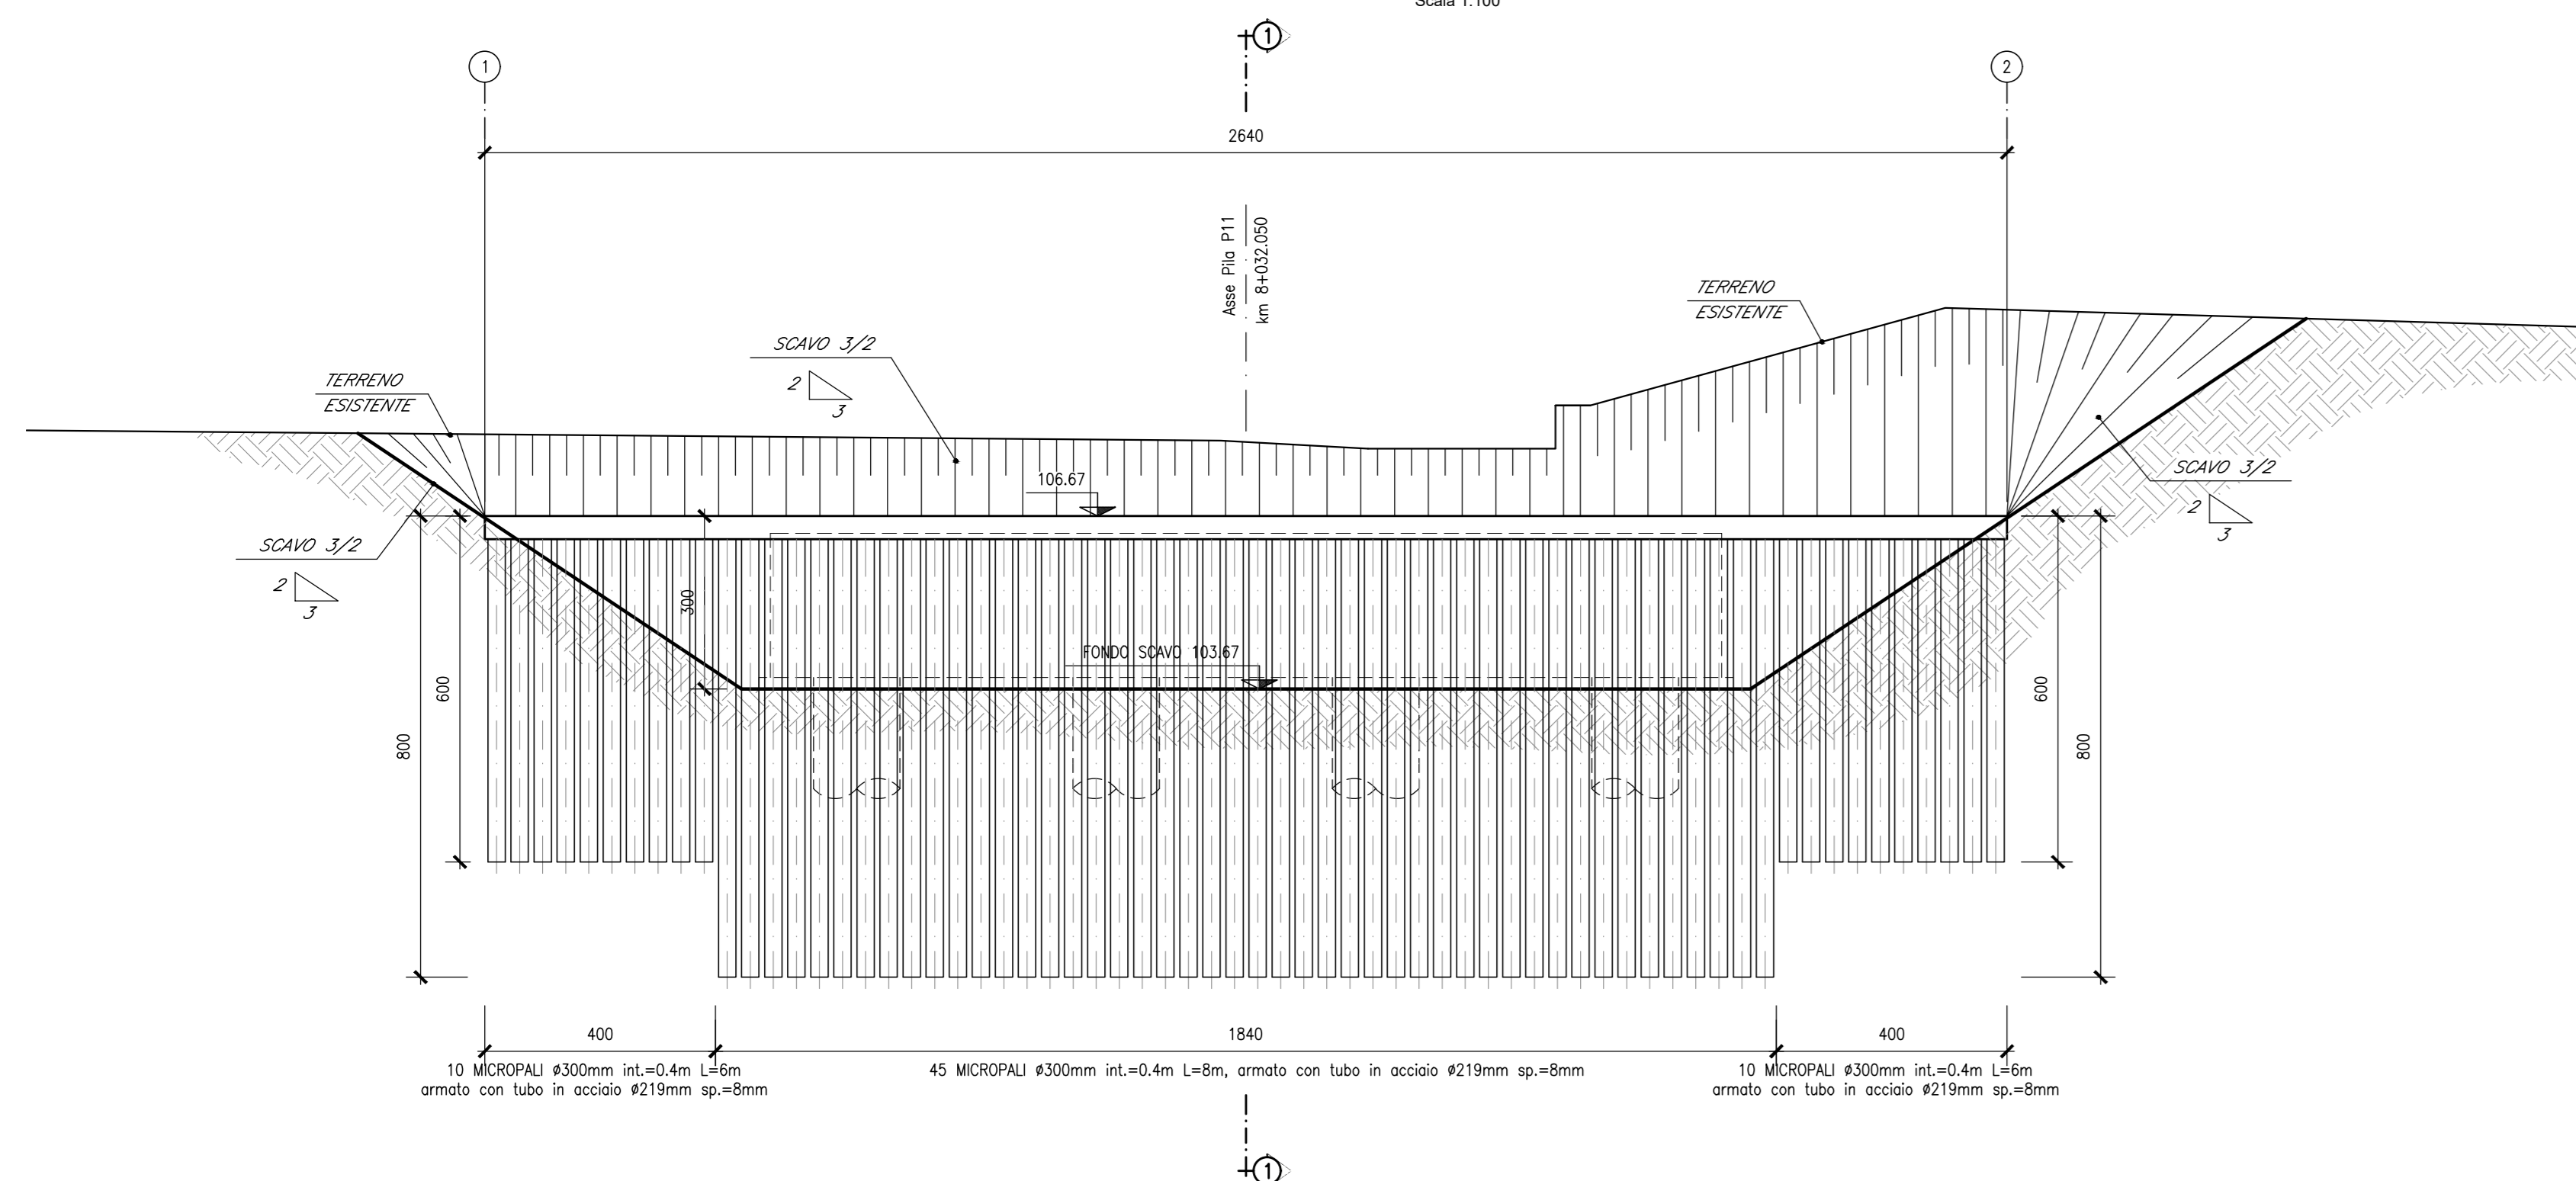 Scala 1:100
1
1
2
2640
Asse Pila P11
km 8+032.050
TERRENO
ESISTENTE
SCAVO 3/2
2
3
TERRENO
ESISTENTE
SCAVO 3/2
2
3
106.67
SCAVO 3/2
2
3
300
FONDO SCAVO 103.67
600
800
600
800
400
1840
400
10 MICROPALI ø300mm int.=0.4m L=6m
armato con tubo in acciaio ø219mm sp.=8mm
45 MICROPALI ø300mm int.=0.4m L=8m, armato con tubo in acciaio ø219mm sp.=8mm
10 MICROPALI ø300mm int.=0.4m L=6m
armato con tubo in acciaio ø219mm sp.=8mm
1